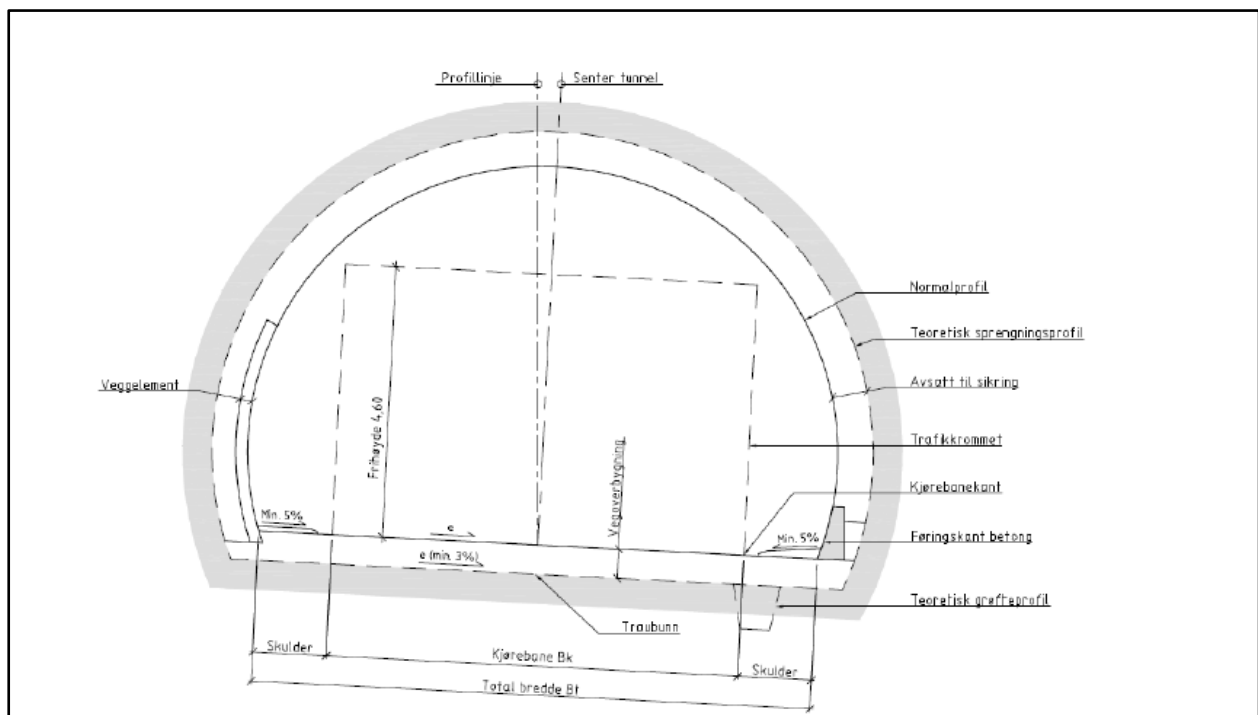 Profillinje
Senter tunnel
Normalprofil
Teoretisk sprengningsprofil
Veggelement
Avsatt til sikring
Frihøyde 4,60
Trafikkrommet
Vegoverbygning
Kjørebanekant
Min. 5%
e
Min. 5%
Føringskant betong
e (min. 3%)
Teoretisk grøfteprofil
Traubunn
Skulder
Kjørebane Bk
Skulder
Total bredde Bt